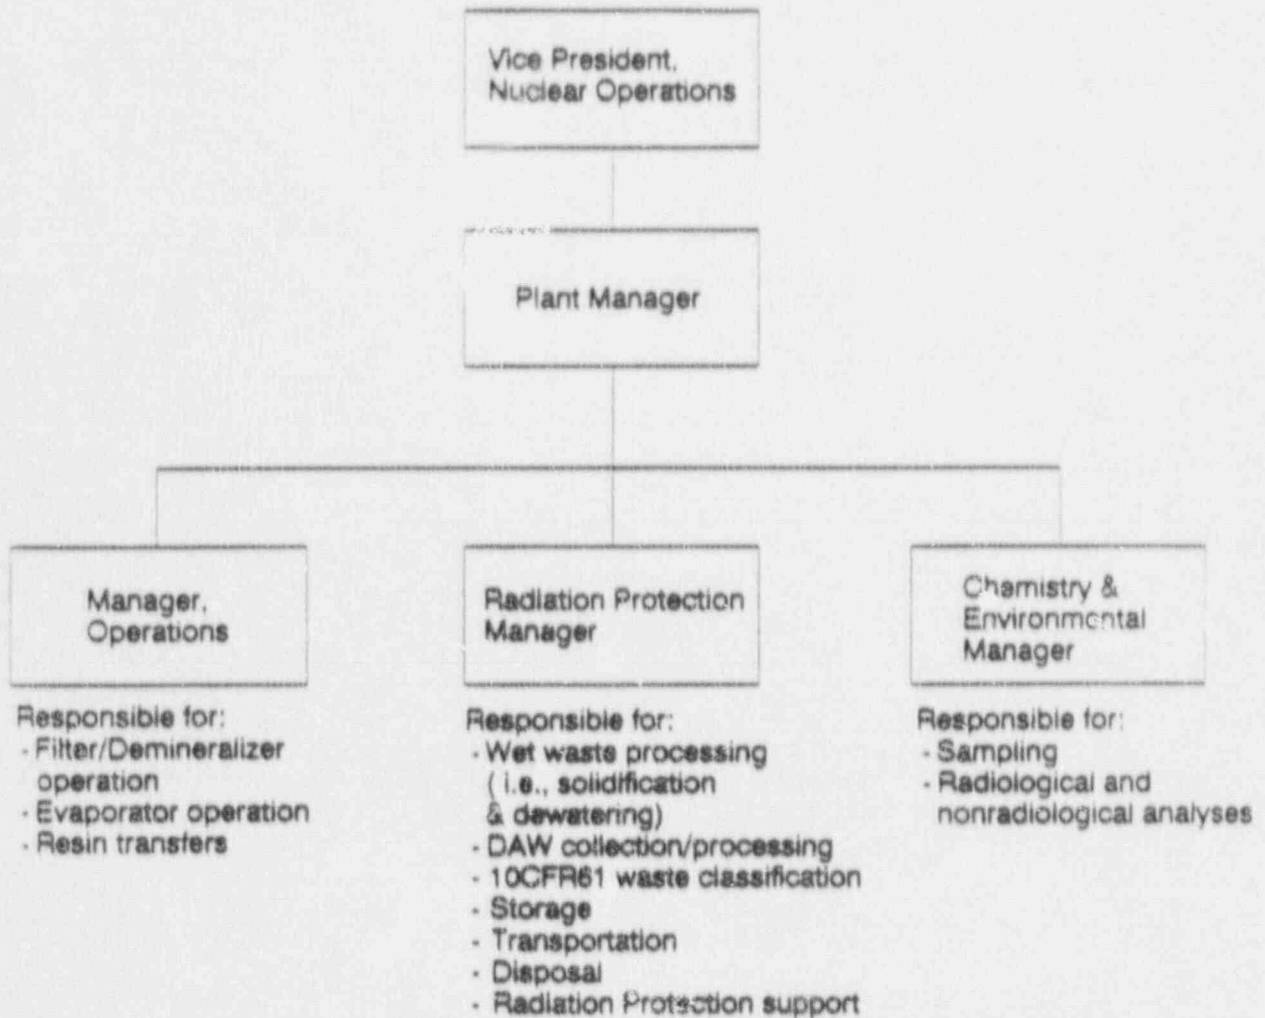 Vice President,
Nuclear Operations
Plant Manager
Manager,
Operations
Responsible for:
- Filter/Demineralizer
operation
- Evaporator operation
- Resin transfers
Radiation Protection
Manager
Responsible for:
- Wet waste processing
( i.e., solidification
& dewatering)
- DAW collection/processing
- 10CFR61 waste classification
- Storage
- Transportation
- Disposal
- Radiation Protection support
Chemistry &
Environmental
Manager
Responsible for:
- Sampling
- Radiological and
nonradiological analyses